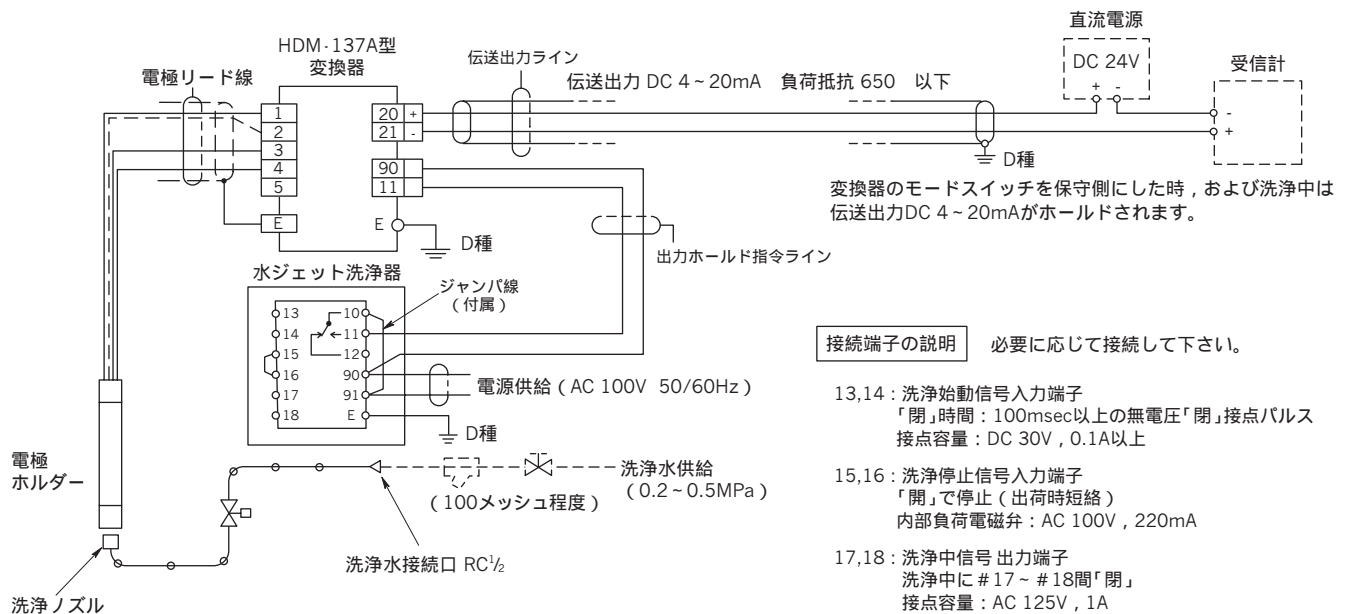 直流電源
DC 24V
+ -
受信計
-
+
HDM-137A型
変換器
伝送出力ライン
電極リード線
伝送出力 DC 4~20mA 負荷抵抗 650 以下
1
2
3
4
5
E
20 +
21 -
90
11
E
D種
D種
変換器のモードスイッチを保守側にした時,および洗浄中は
伝送出力DC 4~20mAがホールドされます。
出力ホールド指令ライン
水ジェット洗浄器
ジャンパ線
(付属)
13
14
15
16
17
18
10
11
12
90
91
E
電源供給(AC 100V 50/60Hz)
D種
接続端子の説明 必要に応じて接続して下さい。
13,14:洗浄始動信号入力端子
「閉」時間:100msec以上の無電圧「閉」接点パルス
接点容量:DC 30V,0.1A以上
15,16:洗浄停止信号入力端子
「開」で停止(出荷時短絡)
内部負荷電磁弁:AC 100V,220mA
17,18:洗浄中信号 出力端子
洗浄中に#17~#18間「閉」
接点容量:AC 125V,1A
電極
ホルダー
洗浄水供給
(0.2~0.5MPa)
(100メッシュ程度)
洗浄水接続口 RC½
洗浄ノズル